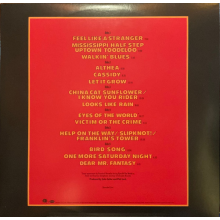 FEEL LIKE A STRANGER
MISSISSIPPI HALF STEP
UPTOWN TOODELOO
WALKIN' BLUES
ALTHEA
CASSIDY
LET IT GROW
CHINA CAT SUNFLOWER
I KNOW YOU RIDER
LOOKS LIKE RAIN
EYES OF THE WORLD
VICTIM OR THE CRIME
HELP ON THE WAY SLIPKNOT!
FRANKLIN'S TOWER
BIRD SONG
ONE MORE SATURDAY NIGHT
DEAR MR. FANTASY